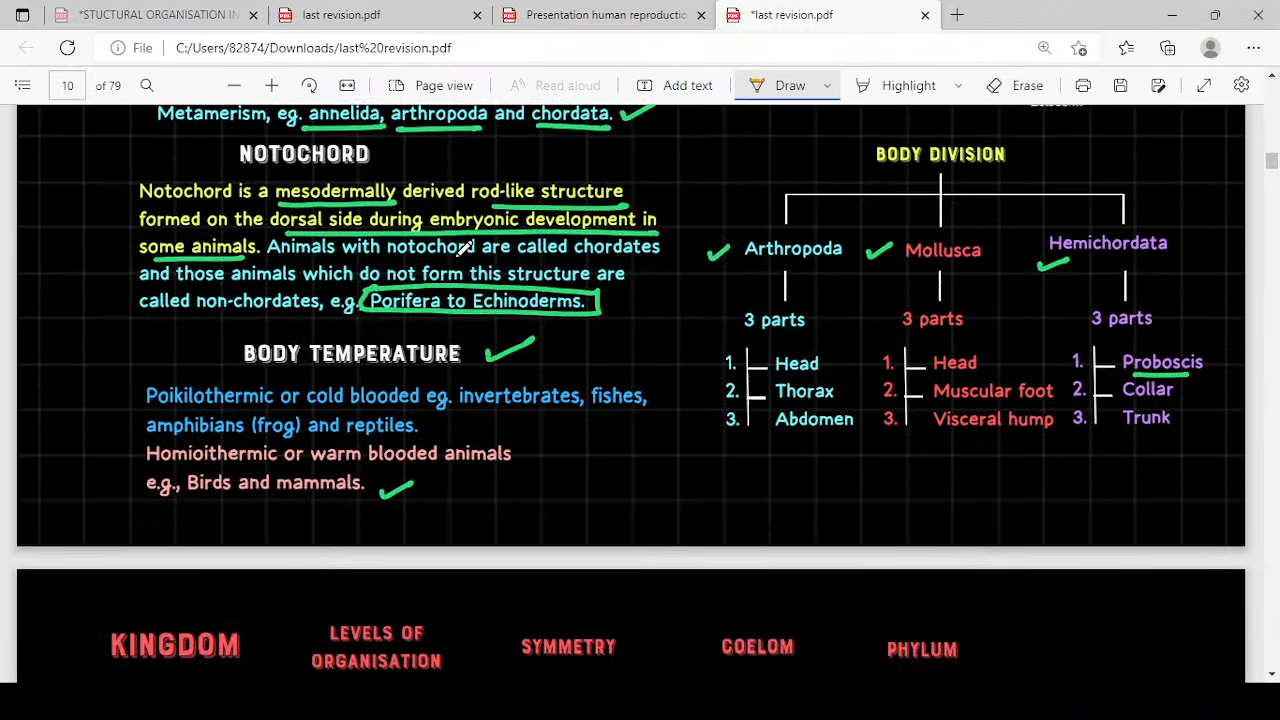 *STUCTURAL ORGANISATION IN
last revision.pdf
Presentation human reproductio
*last revision.pdf
File
C:/Users/82874/Downloads/last%20revision.pdf
10 of 79
Page view
Read aloud
Add text
Draw
Highlight
Erase
Metamerism, eg. annelida, arthropoda and chordata.
NOTOCHORD
Notochord is a mesodermally derived rod-like structure
formed on the dorsal side during embryonic development in
some animals. Animals with notochord are called chordates
and those animals which do not form this structure are
called non-chordates, e.g. Porifera to Echinoderms.
BODY TEMPERATURE
Poikilothermic or cold blooded eg. invertebrates, fishes,
amphibians (frog) and reptiles.
Homioithermic or warm blooded animals
e.g., Birds and mammals.
BODY DIVISION
Arthropoda
3 parts
1. Head
2. Thorax
3. Abdomen
Mollusca
3 parts
1. Head
2. Muscular foot
3. Visceral hump
Hemichordata
3 parts
1. Proboscis
2. Collar
3. Trunk
KINGDOM
LEVELS OF
ORGANISATION
SYMMETRY
COELOM
PHYLUM